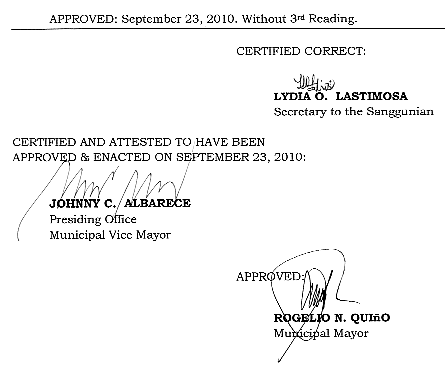 APPROVED: September 23, 2010. Without 3rd Reading.
CERTIFIED CORRECT:
LYDIA O. LASTIMOSA
Secretary to the Sanggunian
CERTIFIED AND ATTESTED TO HAVE BEEN
APPROVED & ENACTED ON SEPTEMBER 23, 2010:
JOHNNY C. ALBARECE
Presiding Office
Municipal Vice Mayor
APPROVED:
ROGELIO N. QUIñO
Municipal Mayor